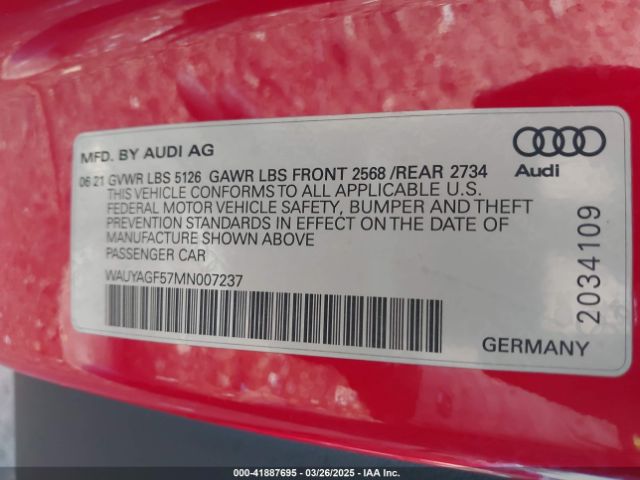 MFD. BY AUDI AG
06 21 GVWR LBS 5126 GAWR LBS FRONT 2568 /REAR 2734
THIS VEHICLE CONFORMS TO ALL APPLICABLE U.S.
FEDERAL MOTOR VEHICLE SAFETY, BUMPER AND THEFT
PREVENTION STANDARDS IN EFFECT ON THE DATE OF
MANUFACTURE SHOWN ABOVE
PASSENGER CAR
WAUYAGF57MN007237
Audi
2034109
GERMANY
000-41887695 - 03/26/2025 - IAA Inc.